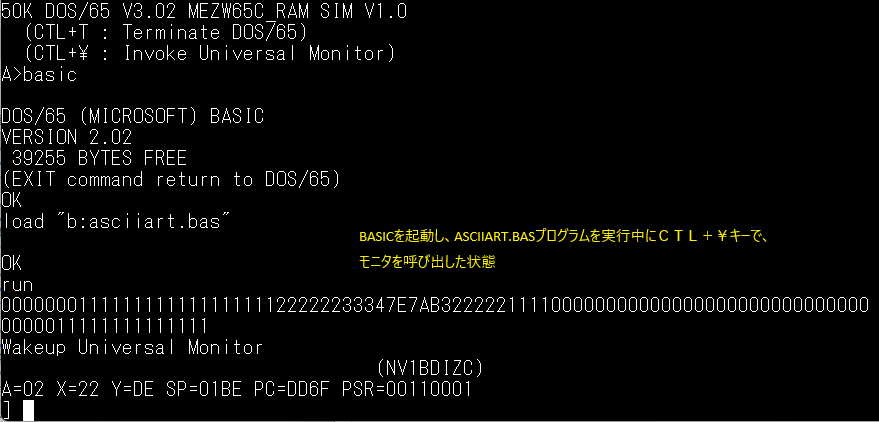 50K DOS/65 V3.02 MEZW65C_RAM SIM V1.0
(CTL+T : Terminate DOS/65)
(CTL+¥ : Invoke Universal Monitor)
A>basic
DOS/65 (MICROSOFT) BASIC
VERSION 2.02
39255 BYTES FREE
(EXIT command return to DOS/65)
OK
load "b:asciiart.bas"
BASICを起動し、ASCIIART.BASプログラムを実行中にＣＴＬ＋￥キーで、
モニタを呼び出した状態
OK
run
000000011111111111111111122222233347E7AB322222111100000000000000000000000000000
0000011111111111111
Wakeup Universal Monitor
(NV1BDIZC)
A=02 X=22 Y=DE SP=01BE PC=DD6F PSR=00110001
]